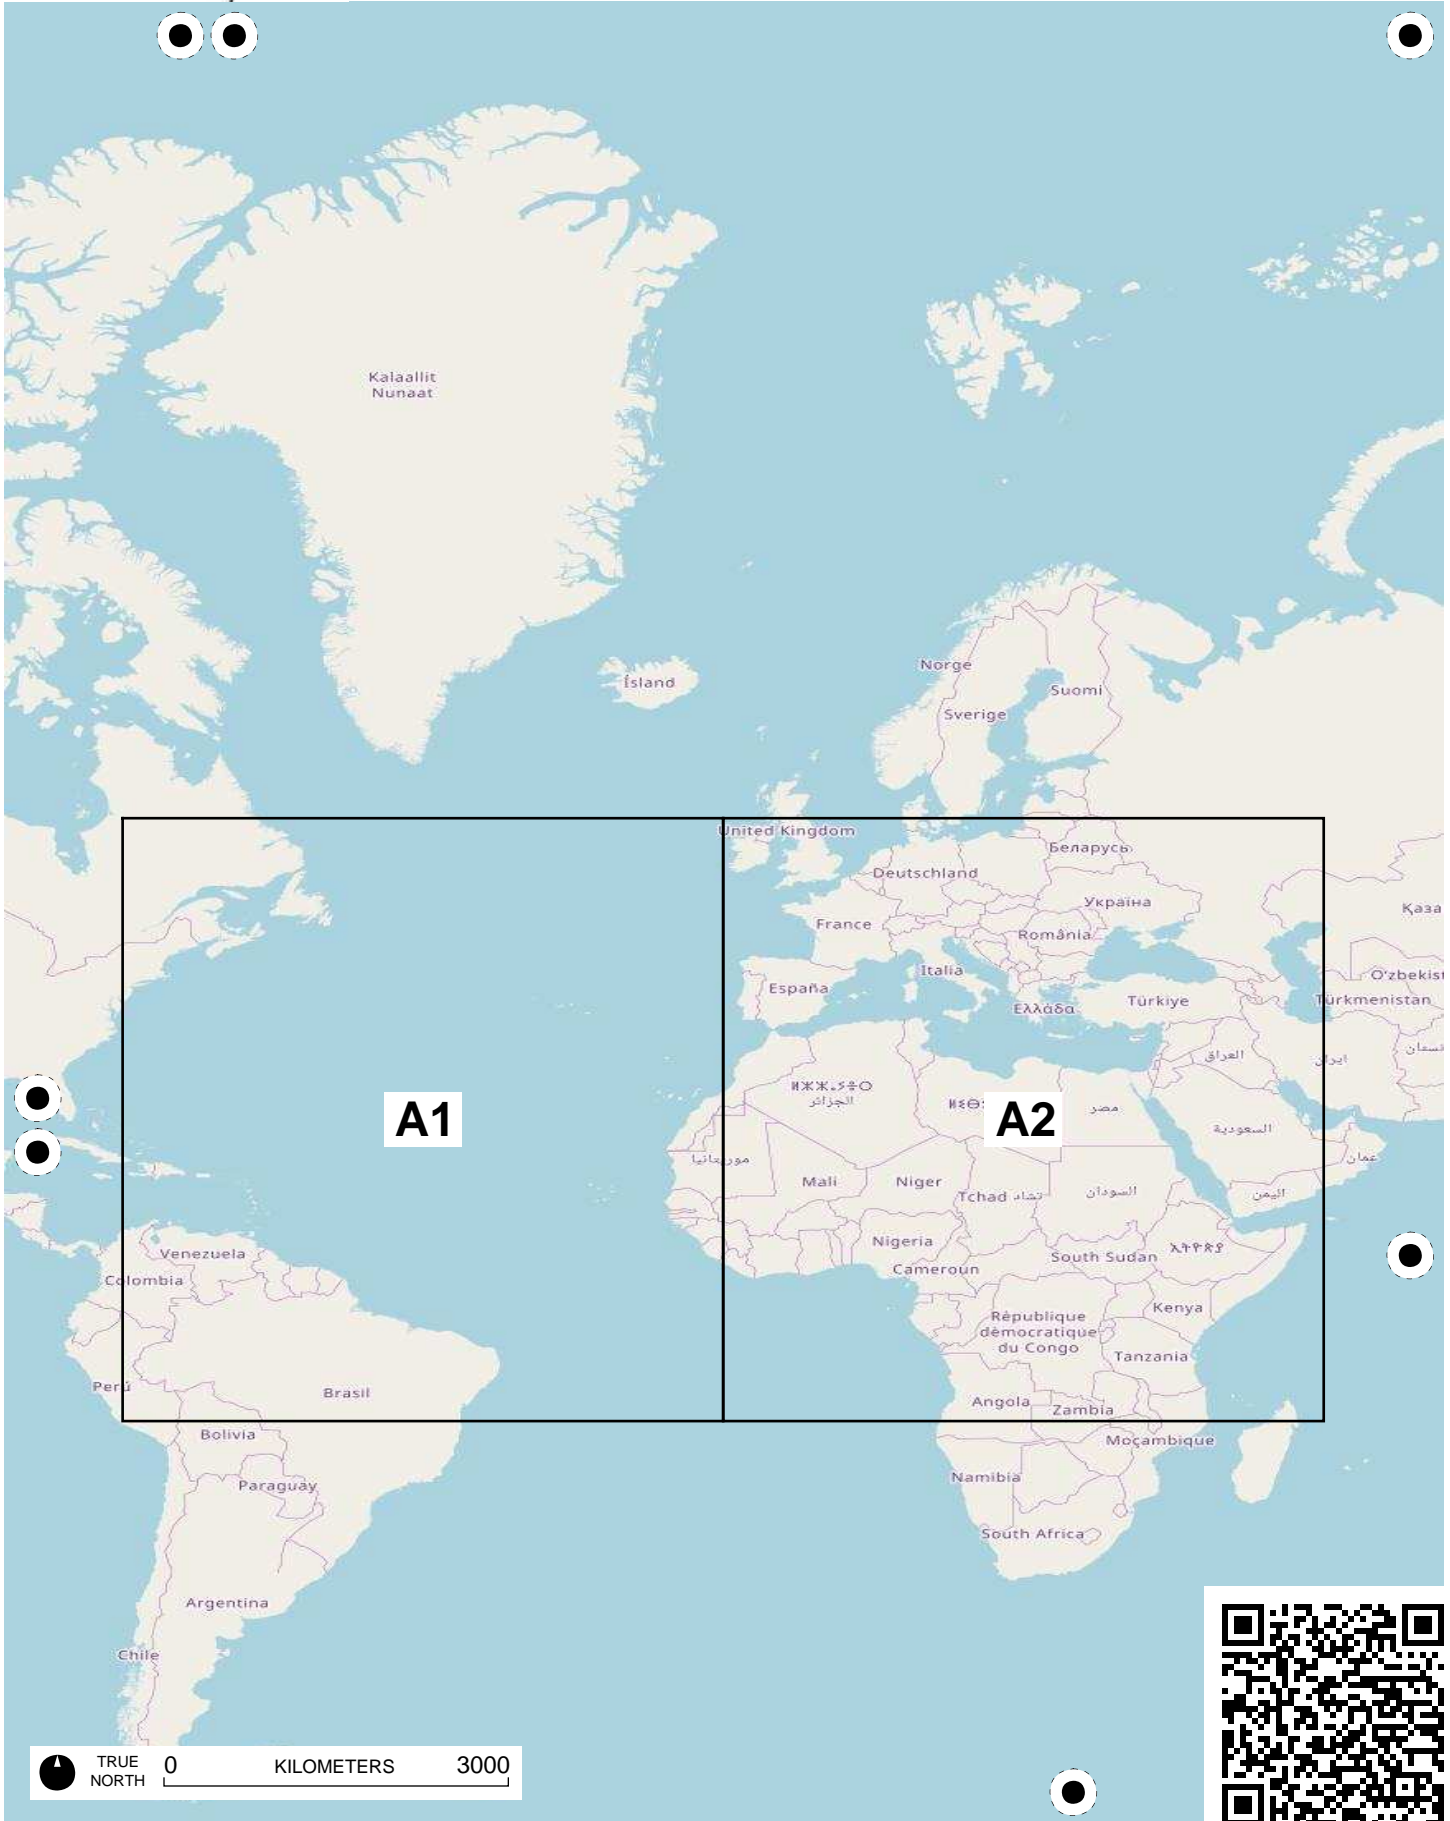 Kalaallit
Nunaat
Norge
Ísland
Suomi
Sverige
United Kingdom
Беларусь
Deutschland
Україна
Қаза
France
România
Italia
O'zbekist
España
Türkiye
Türkmenistan
Ελλάδα
العراق
ایران
ⵍⵣⵣⴰⵢⴻⵔ
الجزائر
A1
A2
مصر
السعودية
عمان
موريتانيا
Mali
Niger
Tchad تشاد
السودان
اليمن
Nigeria
ኢትዮጵያ
Venezuela
South Sudan
Cameroun
Colombia
Kenya
République
démocratique
du Congo
Tanzania
Perú
Brasil
Angola
Zambia
Bolivia
Moçambique
Paraguay
Namibia
South Africa
Argentina
Chile
TRUE
NORTH
0 KILOMETERS 3000